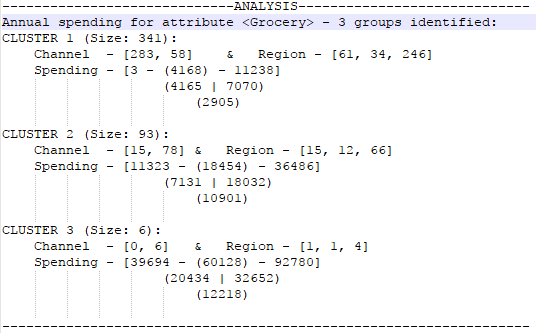 -----------------------------ANALYSIS-----------------------------
Annual spending for attribute <Grocery> - 3 groups identified:
CLUSTER 1 (Size: 341):
    Channel  - [283, 58]    &   Region - [61, 34, 246]
    Spending - [3 - (4168) - 11238]
                    (4165 | 7070)
                        (2905)
CLUSTER 2 (Size: 93):
    Channel  - [15, 78] &   Region - [15, 12, 66]
    Spending - [11323 - (18454) - 36486]
                    (7131 | 18032)
                        (10901)
CLUSTER 3 (Size: 6):
    Channel  - [0, 6]   &   Region - [1, 1, 4]
    Spending - [39694 - (60128) - 92780]
                    (20434 | 32652)
                        (12218)
------------------------------------------------------------------